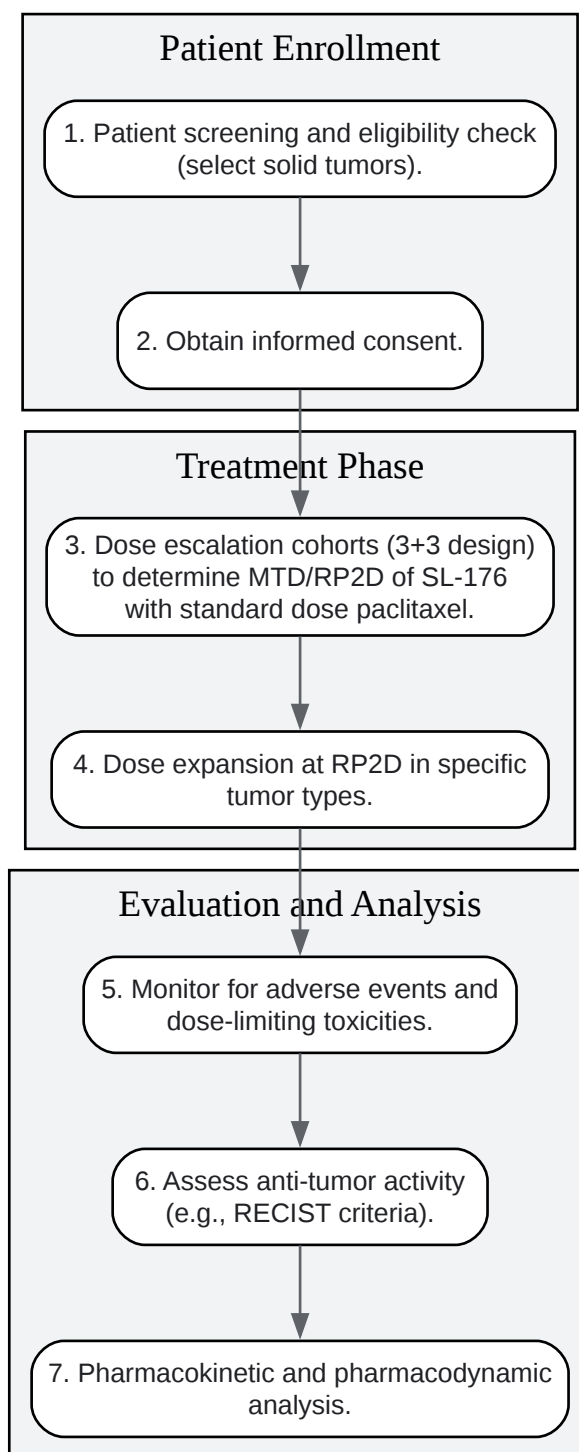 Patient Enrollment
1. Patient screening and eligibility check
(select solid tumors).
2. Obtain informed consent.
Treatment Phase
3. Dose escalation cohorts (3+3 design)
to determine MTD/RP2D of SL-176
with standard dose paclitaxel.
4. Dose expansion at RP2D in specific
tumor types.
Evaluation and Analysis
5. Monitor for adverse events and
dose-limiting toxicities.
6. Assess anti-tumor activity
(e.g., RECIST criteria).
7. Pharmacokinetic and pharmacodynamic
analysis.